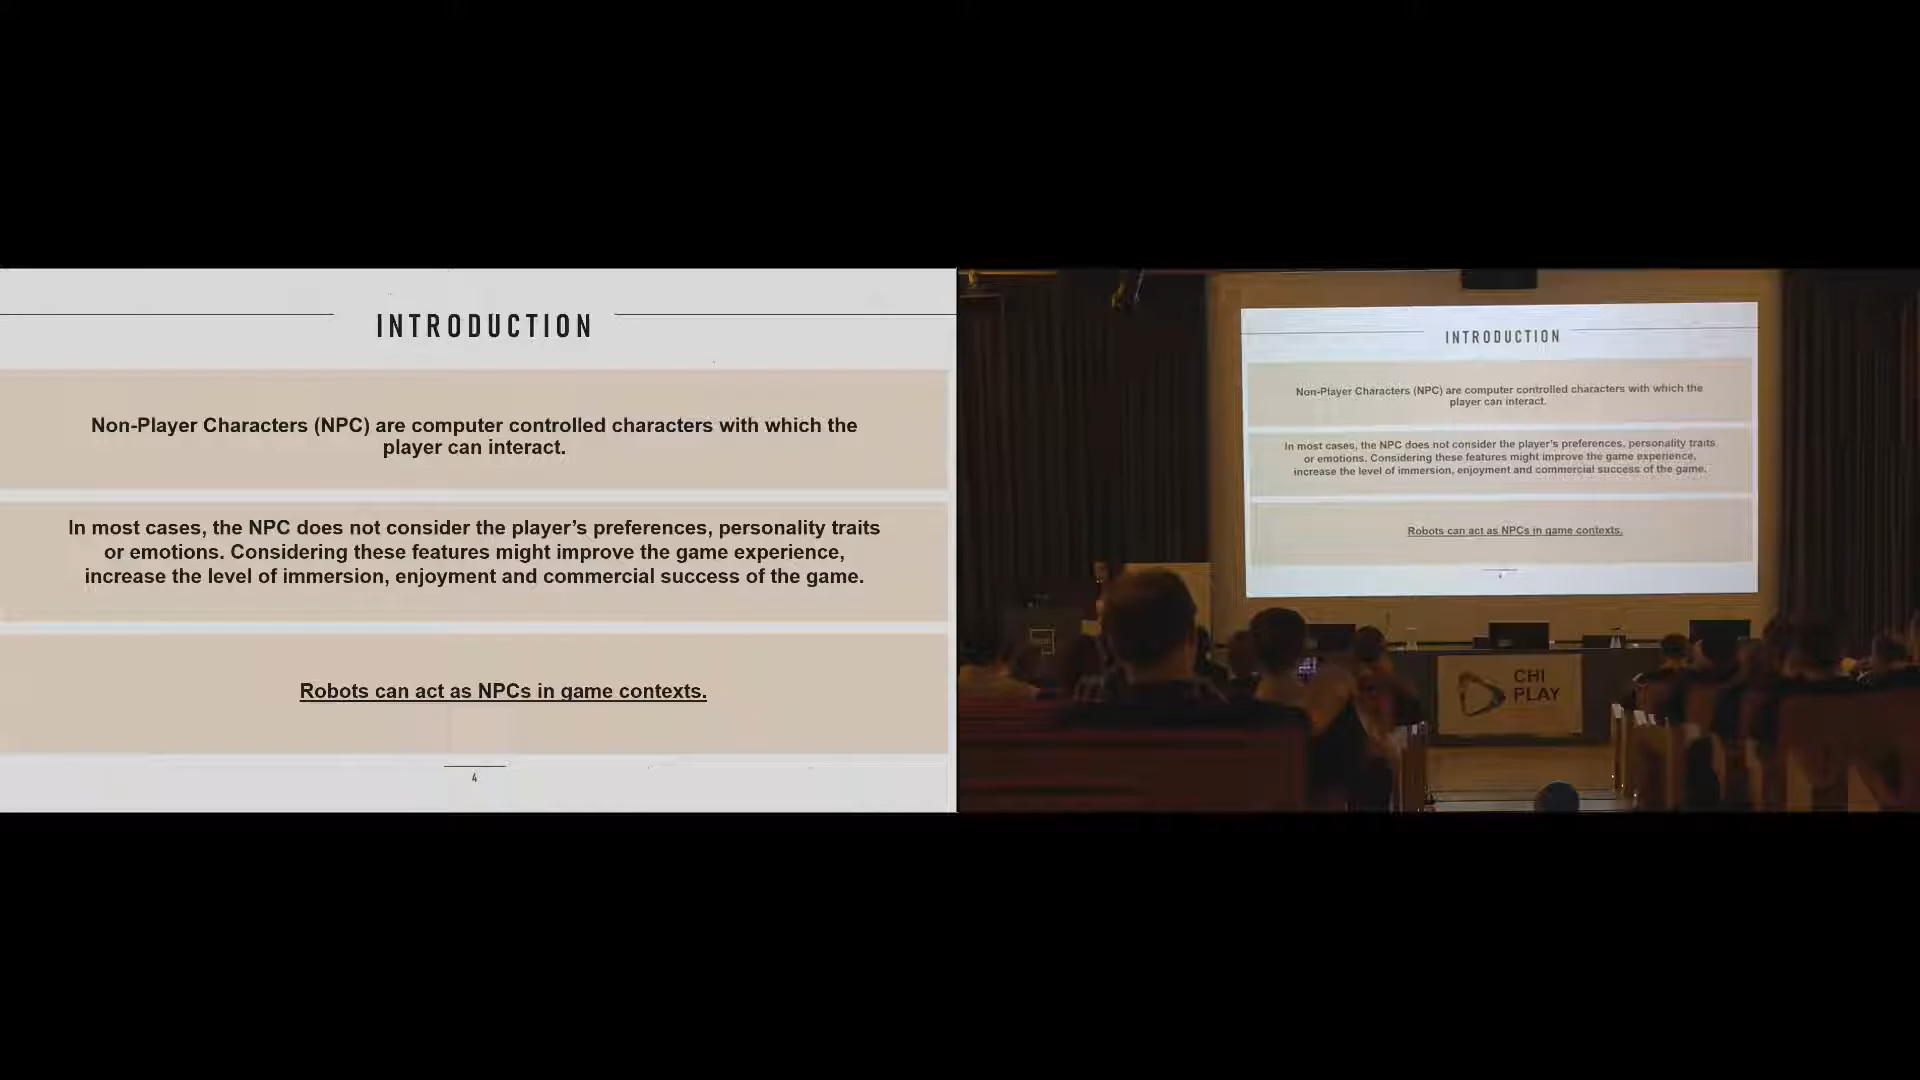 INTRODUCTION
Non-Player Characters (NPC) are computer controlled characters with which the
player can interact.
In most cases, the NPC does not consider the player's preferences, personality traits
or emotions. Considering these features might improve the game experience,
increase the level of immersion, enjoyment and commercial success of the game.
Robots can act as NPCs in game contexts.
4
INTRODUCTION
Non-Player Characters (NPC) are computer controlled characters with which the
player can interact.
In most cases, the NPC does not consider the player's preferences, personality traits
or emotions. Considering these features might improve the game experience,
increase the level of immersion, enjoyment and commercial success of the game.
Robots can act as NPCs in game contexts.
CHI
PLAY